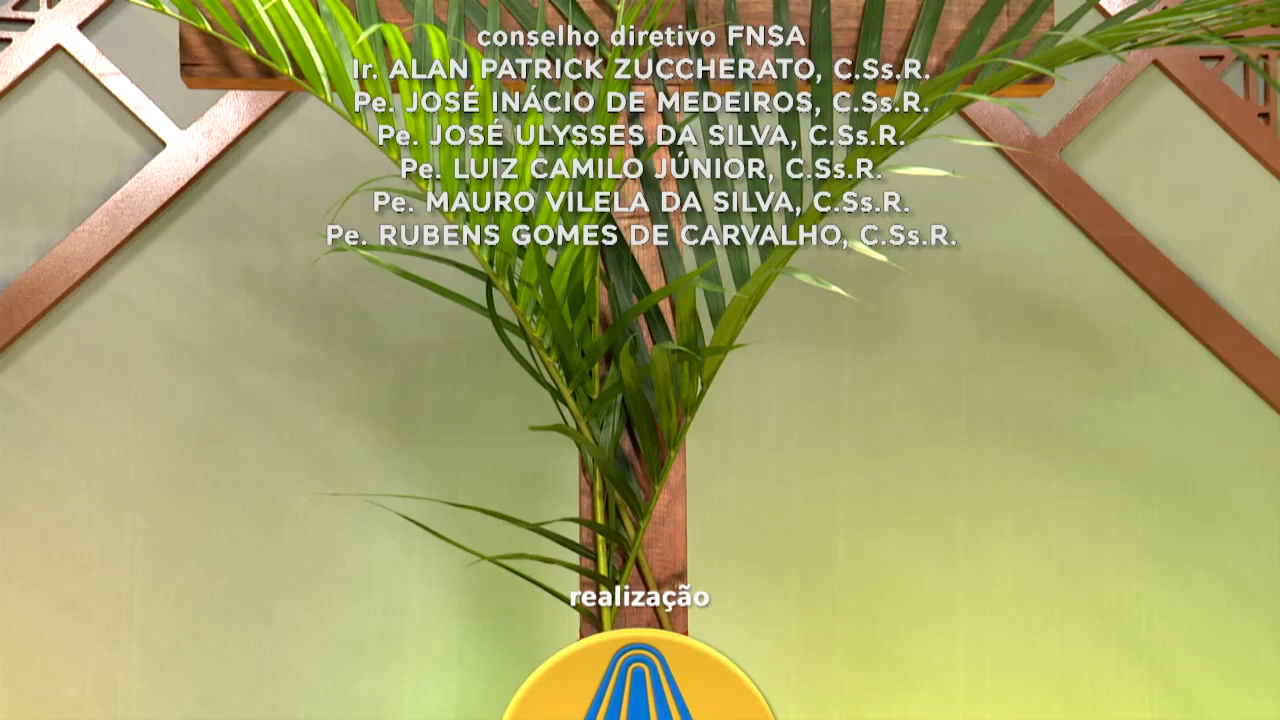 conselho diretivo FNSA
Ir. ALAN PATRICK ZUCCHERATO, C.Ss.R.
Pe. JOSÉ INÁCIO DE MEDEIROS, C.Ss.R.
Pe. JOSÉ ULYSSES DA SILVA, C.Ss.R.
Pe. LUIZ CAMILO JÚNIOR, C.Ss.R.
Pe. MAURO VILELA DA SILVA, C.Ss.R.
Pe. RUBENS GOMES DE CARVALHO, C.Ss.R.
realização